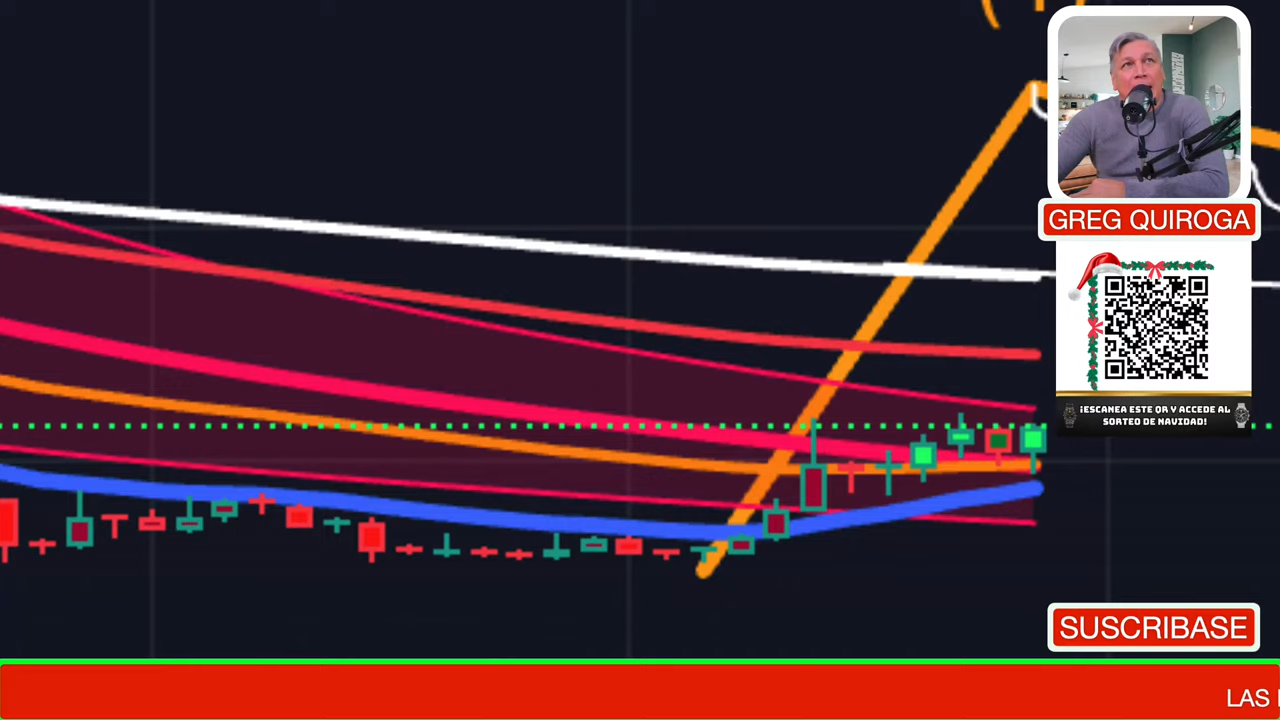 GREG QUIROGA
¡ESCANEA ESTE QR Y ACCEDE AL
SORTEO DE NAVIDAD!
SUSCRIBASE
LAS